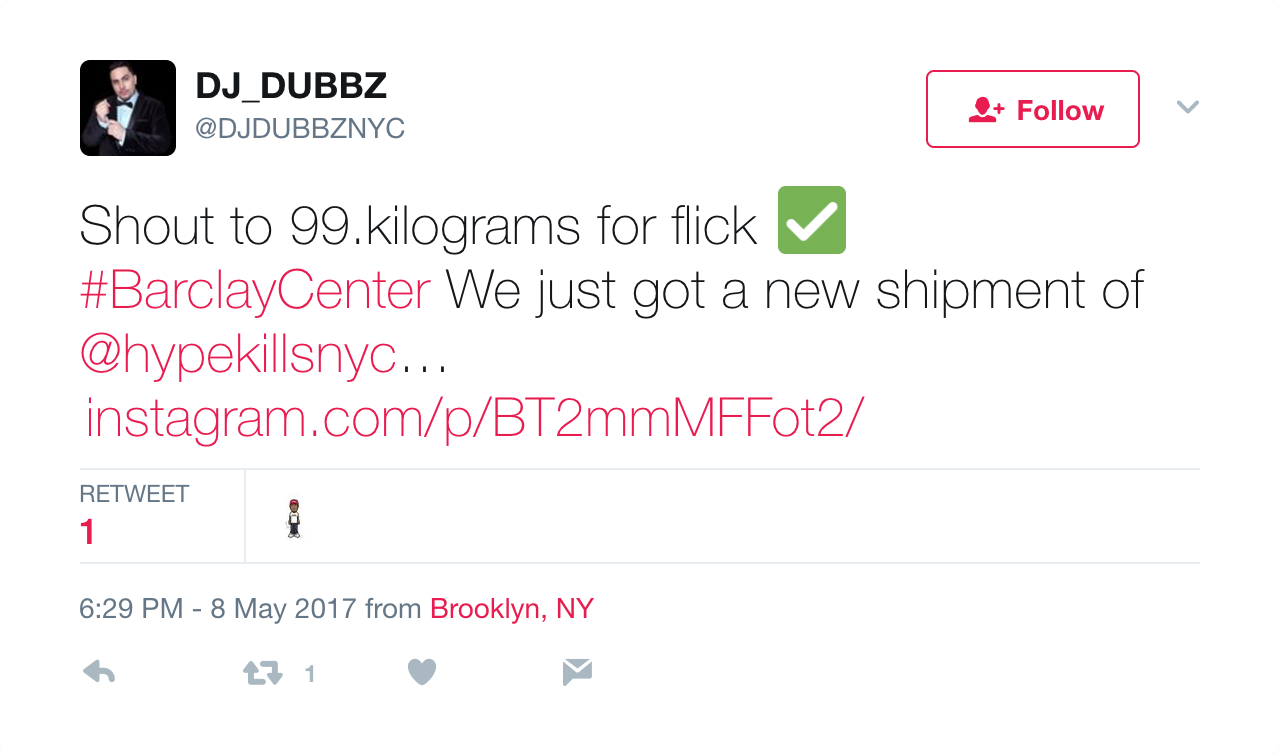 DJ_DUBBZ
@DJDUBBZNYC
Follow
Shout to 99.kilograms for flick ✅
#BarclayCenter We just got a new shipment of
@hypekillsnyc…
instagram.com/p/BT2mmMFFot2/
RETWEET
1
6:29 PM - 8 May 2017 from Brooklyn, NY
1